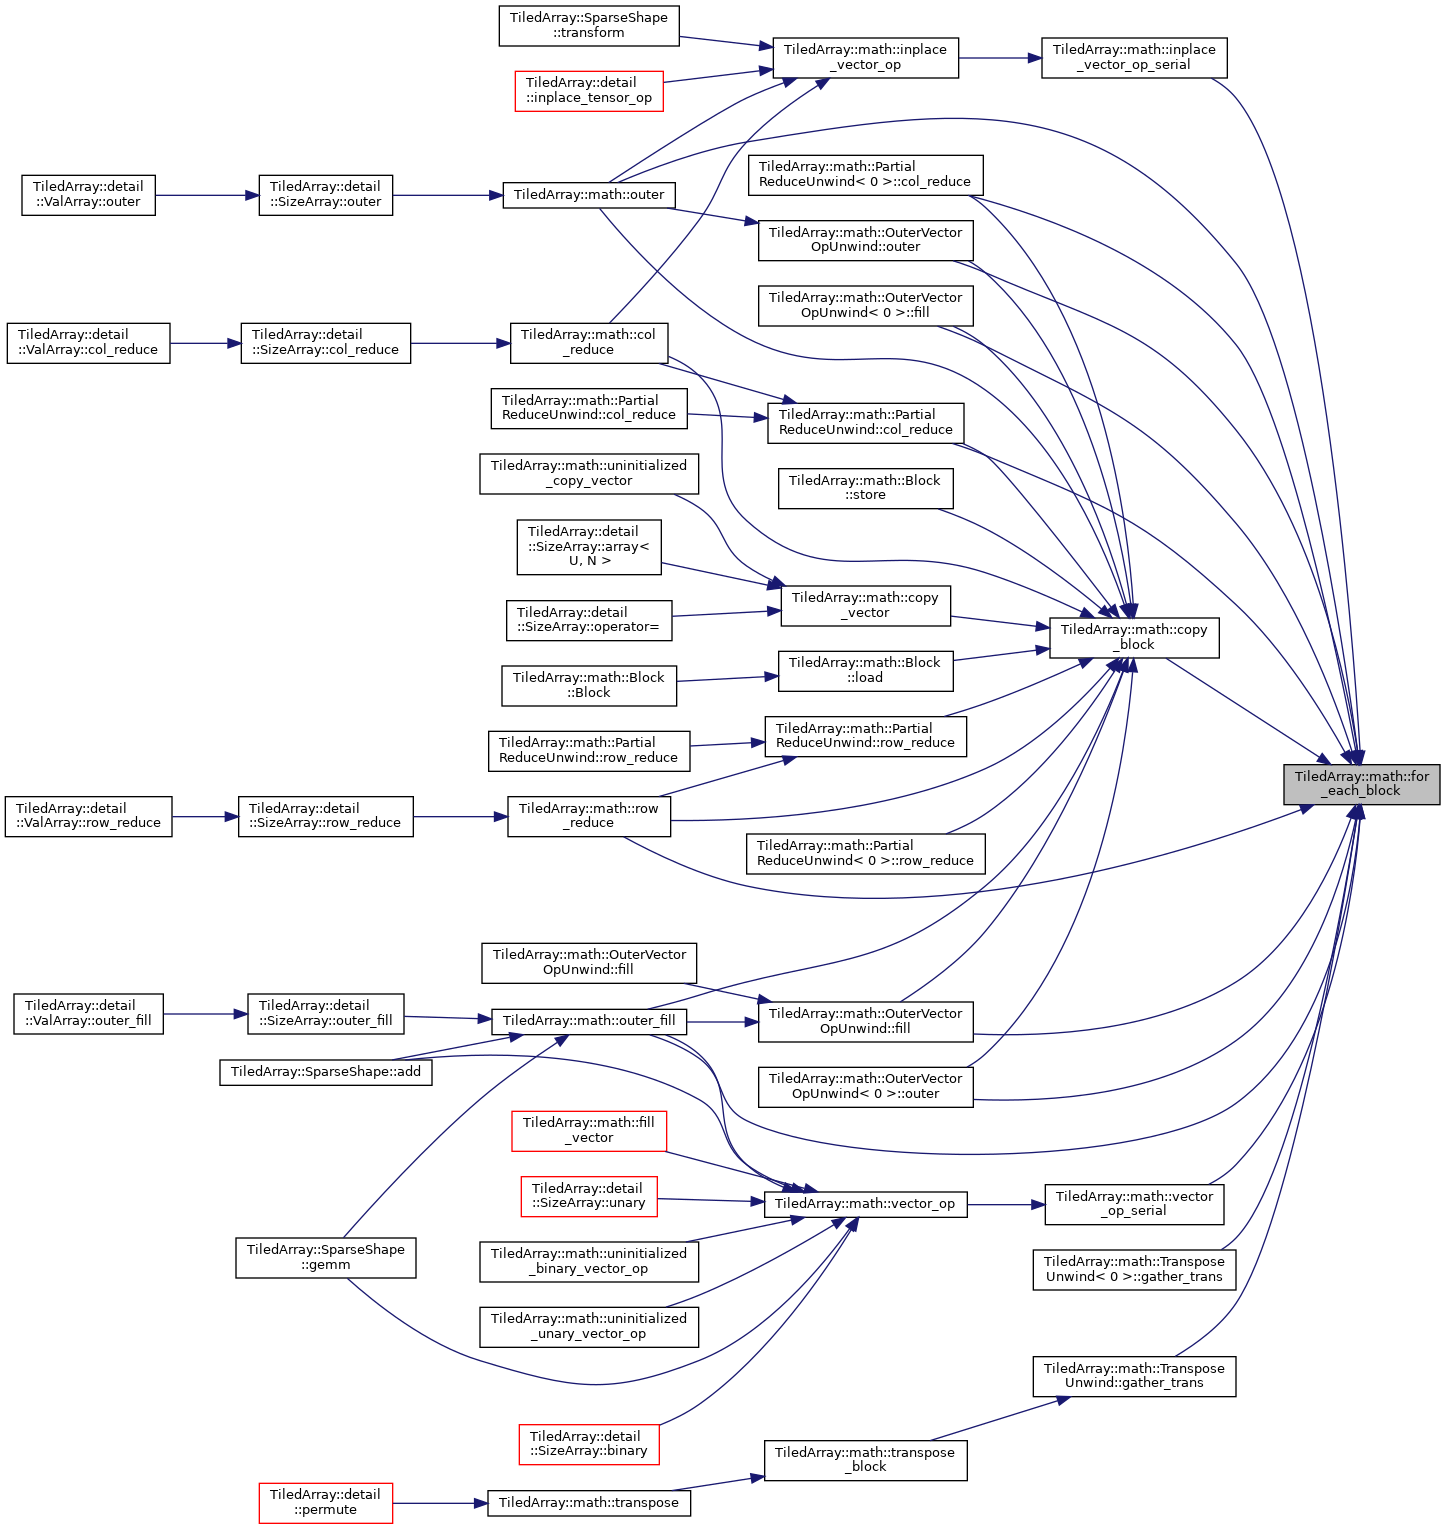 TiledArray::SparseShape
::transform
TiledArray::math::inplace
_vector_op
TiledArray::math::inplace
_vector_op_serial
TiledArray::detail
::inplace_tensor_op
TiledArray::math::Partial
ReduceUnwind< 0 >::col_reduce
TiledArray::detail
::ValArray::outer
TiledArray::detail
::SizeArray::outer
TiledArray::math::outer
TiledArray::math::OuterVector
OpUnwind::outer
TiledArray::math::OuterVector
OpUnwind< 0 >::fill
TiledArray::detail
::ValArray::col_reduce
TiledArray::detail
::SizeArray::col_reduce
TiledArray::math::col
_reduce
TiledArray::math::Partial
ReduceUnwind::col_reduce
TiledArray::math::Partial
ReduceUnwind::col_reduce
TiledArray::math::uninitialized
_copy_vector
TiledArray::math::Block
::store
TiledArray::detail
::SizeArray::array<
U, N >
TiledArray::math::copy
_vector
TiledArray::detail
::SizeArray::operator=
TiledArray::math::copy
_block
TiledArray::math::Block
::load
TiledArray::math::Block
::Block
TiledArray::math::Partial
ReduceUnwind::row_reduce
TiledArray::math::Partial
ReduceUnwind::row_reduce
TiledArray::math::for
_each_block
TiledArray::detail
::ValArray::row_reduce
TiledArray::detail
::SizeArray::row_reduce
TiledArray::math::row
_reduce
TiledArray::math::Partial
ReduceUnwind< 0 >::row_reduce
TiledArray::math::OuterVector
OpUnwind::fill
TiledArray::detail
::ValArray::outer_fill
TiledArray::detail
::SizeArray::outer_fill
TiledArray::math::outer_fill
TiledArray::math::OuterVector
OpUnwind::fill
TiledArray::SparseShape::add
TiledArray::math::OuterVector
OpUnwind< 0 >::outer
TiledArray::math::fill
_vector
TiledArray::detail
::SizeArray::unary
TiledArray::math::vector_op
TiledArray::math::vector
_op_serial
TiledArray::SparseShape
::gemm
TiledArray::math::uninitialized
_binary_vector_op
TiledArray::math::Transpose
Unwind< 0 >::gather_trans
TiledArray::math::uninitialized
_unary_vector_op
TiledArray::math::Transpose
Unwind::gather_trans
TiledArray::detail
::SizeArray::binary
TiledArray::math::transpose
_block
TiledArray::detail
::permute
TiledArray::math::transpose